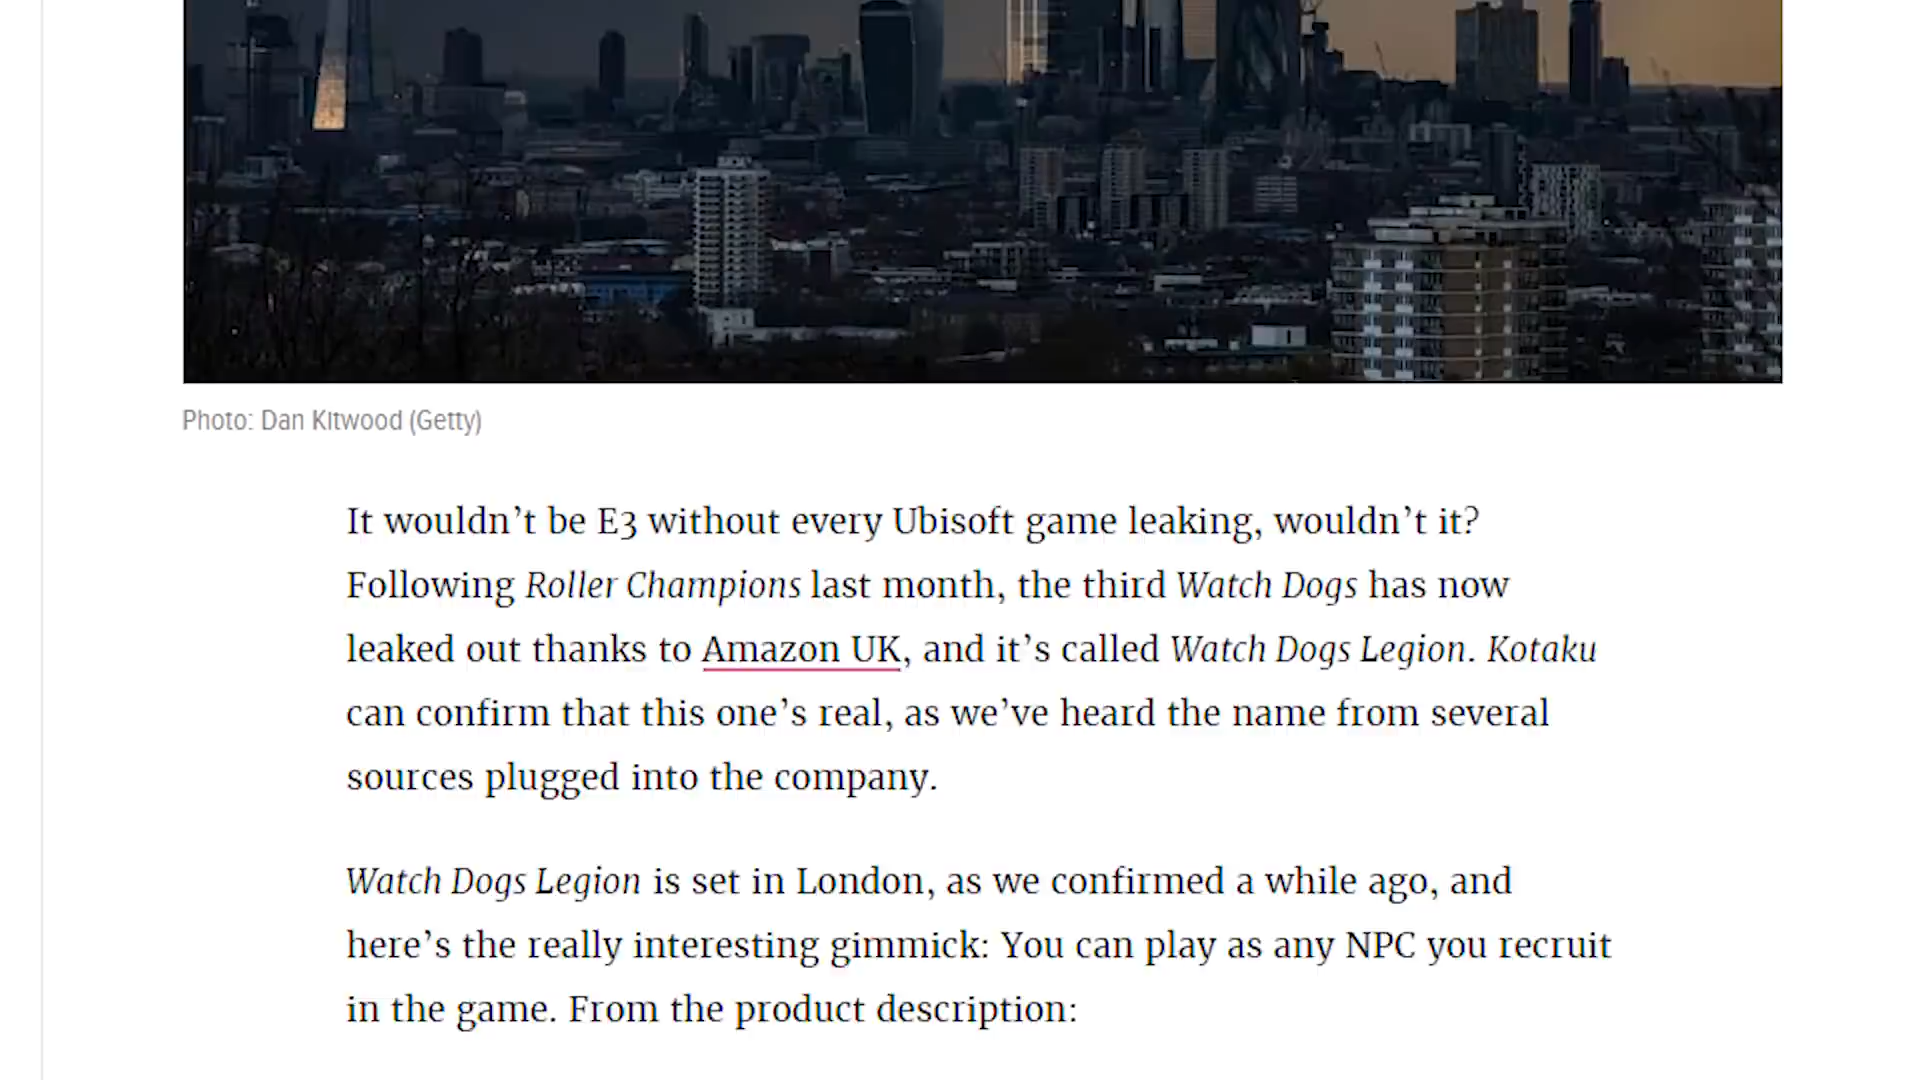 Photo: Dan Kitwood (Getty)
It wouldn’t be E3 without every Ubisoft game leaking, wouldn’t it?
Following Roller Champions last month, the third Watch Dogs has now
leaked out thanks to Amazon UK, and it’s called Watch Dogs Legion. Kotaku
can confirm that this one’s real, as we’ve heard the name from several
sources plugged into the company.
Watch Dogs Legion is set in London, as we confirmed a while ago, and
here’s the really interesting gimmick: You can play as any NPC you recruit
in the game. From the product description: